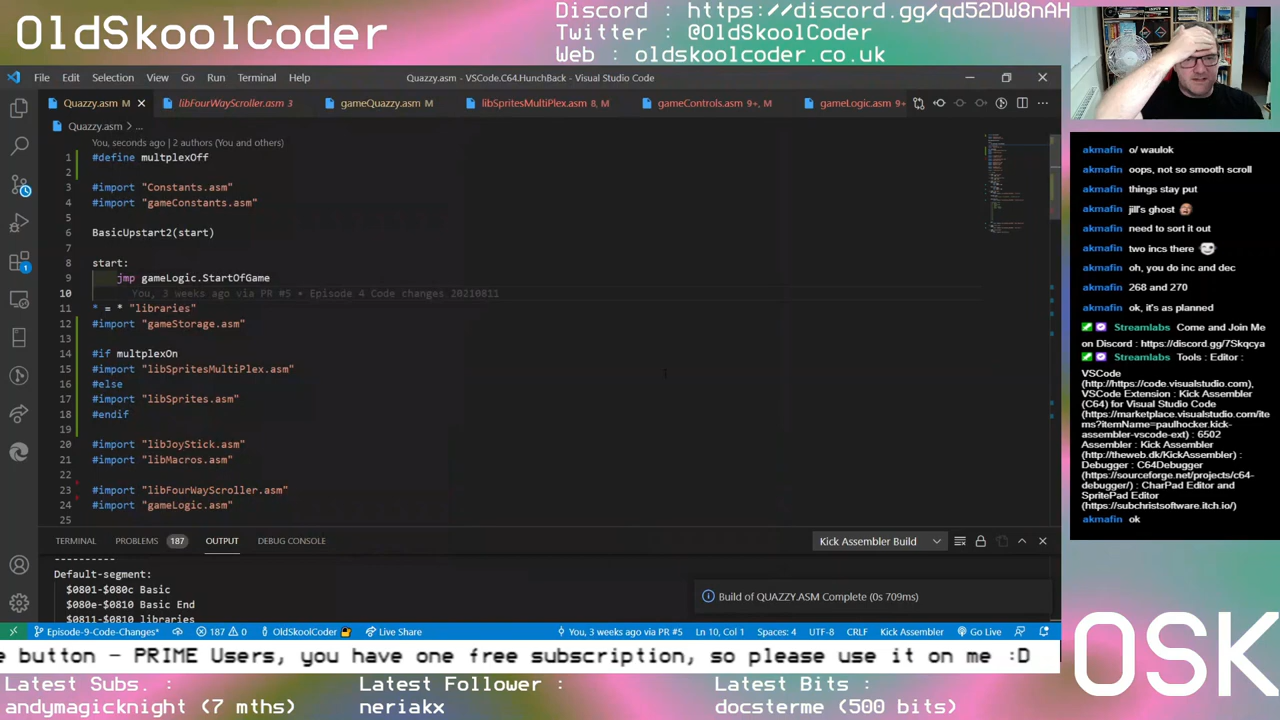 OldSkoolCoder
Discord : https://discord.gg/qd52DW8nAH
Twitter : @OldSkoolCoder
Web : oldskoolcoder.co.uk
File Edit Selection View Go Run Terminal Help
Quazzy.asm - VSCode.C64.HunchBack - Visual Studio Code
Quazzy.asm M libFourWayScroller.asm 3 gameQuazzy.asm M libSpritesMultiPlex.asm 8, M gameControls.asm 9+, M gameLogic.asm 9+
Quazzy.asm > ...
You, seconds ago | 2 authors (You and others)
1 #define multplexOff
2
3 #import "Constants.asm"
4 #import "gameConstants.asm"
5
6 BasicUpstart2(start)
7
8 start:
9 jmp gameLogic.StartOfGame
10 You, 3 weeks ago via PR #5 • Episode 4 Code changes 20210811
11 * = * "libraries"
12 #import "gameStorage.asm"
13
14 #if multplexOn
15 #import "libSpritesMultiPlex.asm"
16 #else
17 #import "libSprites.asm"
18 #endif
19
20 #import "libJoyStick.asm"
21 #import "libMacros.asm"
22
23 #import "libFourWayScroller.asm"
24 #import "gameLogic.asm"
25
TERMINAL PROBLEMS 187 OUTPUT DEBUG CONSOLE
Kick Assembler Build
----------
Default-segment:
$0801-$080c Basic
$080e-$0810 Basic End
$0811-$0819 libraries
Build of QUAZZY.ASM Complete (0s 709ms)
Episode-9-Code-Changes* 187 0 OldSkoolCoder Live Share
You, 3 weeks ago via PR #5 Ln 10, Col 1 Spaces: 4 UTF-8 CRLF Kick Assembler Go Live
akmafin o/ waulok
akmafin oops, not so smooth scroll
akmafin things stay put
akmafin jill's ghost
akmafin need to sort it out
akmafin two incs there
akmafin oh, you do inc and dec
akmafin 268 and 270
akmafin ok, it's as planned
Streamlabs Come and Join Me
on Discord : https://discord.gg/7Skqcya
Streamlabs Tools : Editor :
VSCode
(http://https://code.visualstudio.com),
VSCode Extension : Kick Assembler
(C64) for Visual Studio Code
(https://marketplace.visualstudio.com/ite
ms?itemName=paulhocker.kick-
assembler-vscode-ext) : 6502
Assembler : Kick Assembler
(http://theweb.dk/KickAssembler) :
Debugger : C64Debugger
(https://sourceforge.net/projects/c64-
debugger/) : CharPad Editor and
SpritePad Editor
(https://subchristsoftware.itch.io/)
akmafin ok
e button - PRIME Users, you have one free subscription, so please use it on me :D
Latest Subs. :
andymagicknight (7 mths)
Latest Follower :
neriakx
Latest Bits :
docsterme (500 bits)
OSK